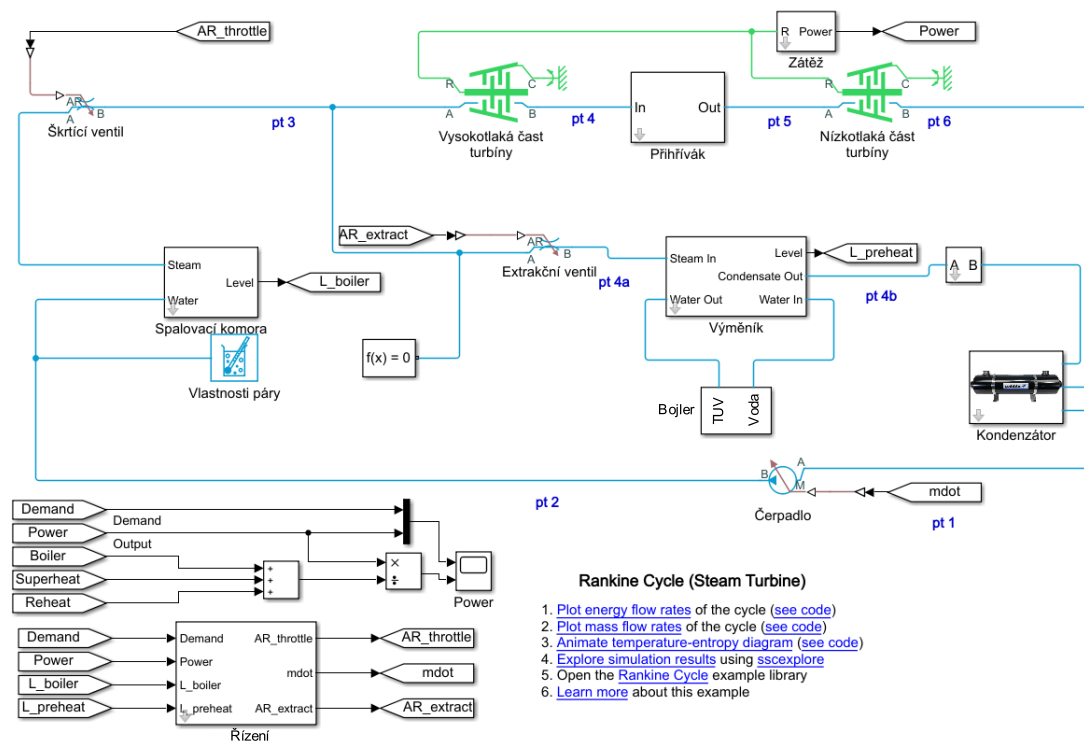 AR_throttle
R
Power
Power
Zátěž
R
C
R
C
AR
A
B
Škrtící ventil
pt 3
A
B
Vysokotlaká čast
turbíny
pt 4
In
Out
Přihřívák
pt 5
A
B
Nízkotlaká část
turbíny
pt 6
AR_extract
AR
A
B
Extrakční ventil
pt 4a
Steam In
Level
Condensate Out
Water Out
Water In
Výměník
L_preheat
pt 4b
A
B
Steam
Level
Water
Spalovací komora
L_boiler
Vlastnosti páry
f(x) = 0
Bojler
TUV
Voda
Kondenzátor
B
A
M
Čerpadlo
mdot
pt 1
pt 2
Demand
Power
Boiler
Superheat
Reheat
Demand
Output
+
+
+
×
÷
Power
Demand
Power
L_boiler
L_preheat
Demand
Power
L_boiler
L_preheat
AR_throttle
mdot
AR_extract
Řízení
AR_throttle
mdot
AR_extract
Rankine Cycle (Steam Turbine)
1. Plot energy flow rates of the cycle (see code)
2. Plot mass flow rates of the cycle (see code)
3. Animate temperature-entropy diagram (see code)
4. Explore simulation results using sscexplore
5. Open the Rankine Cycle example library
6. Learn more about this example